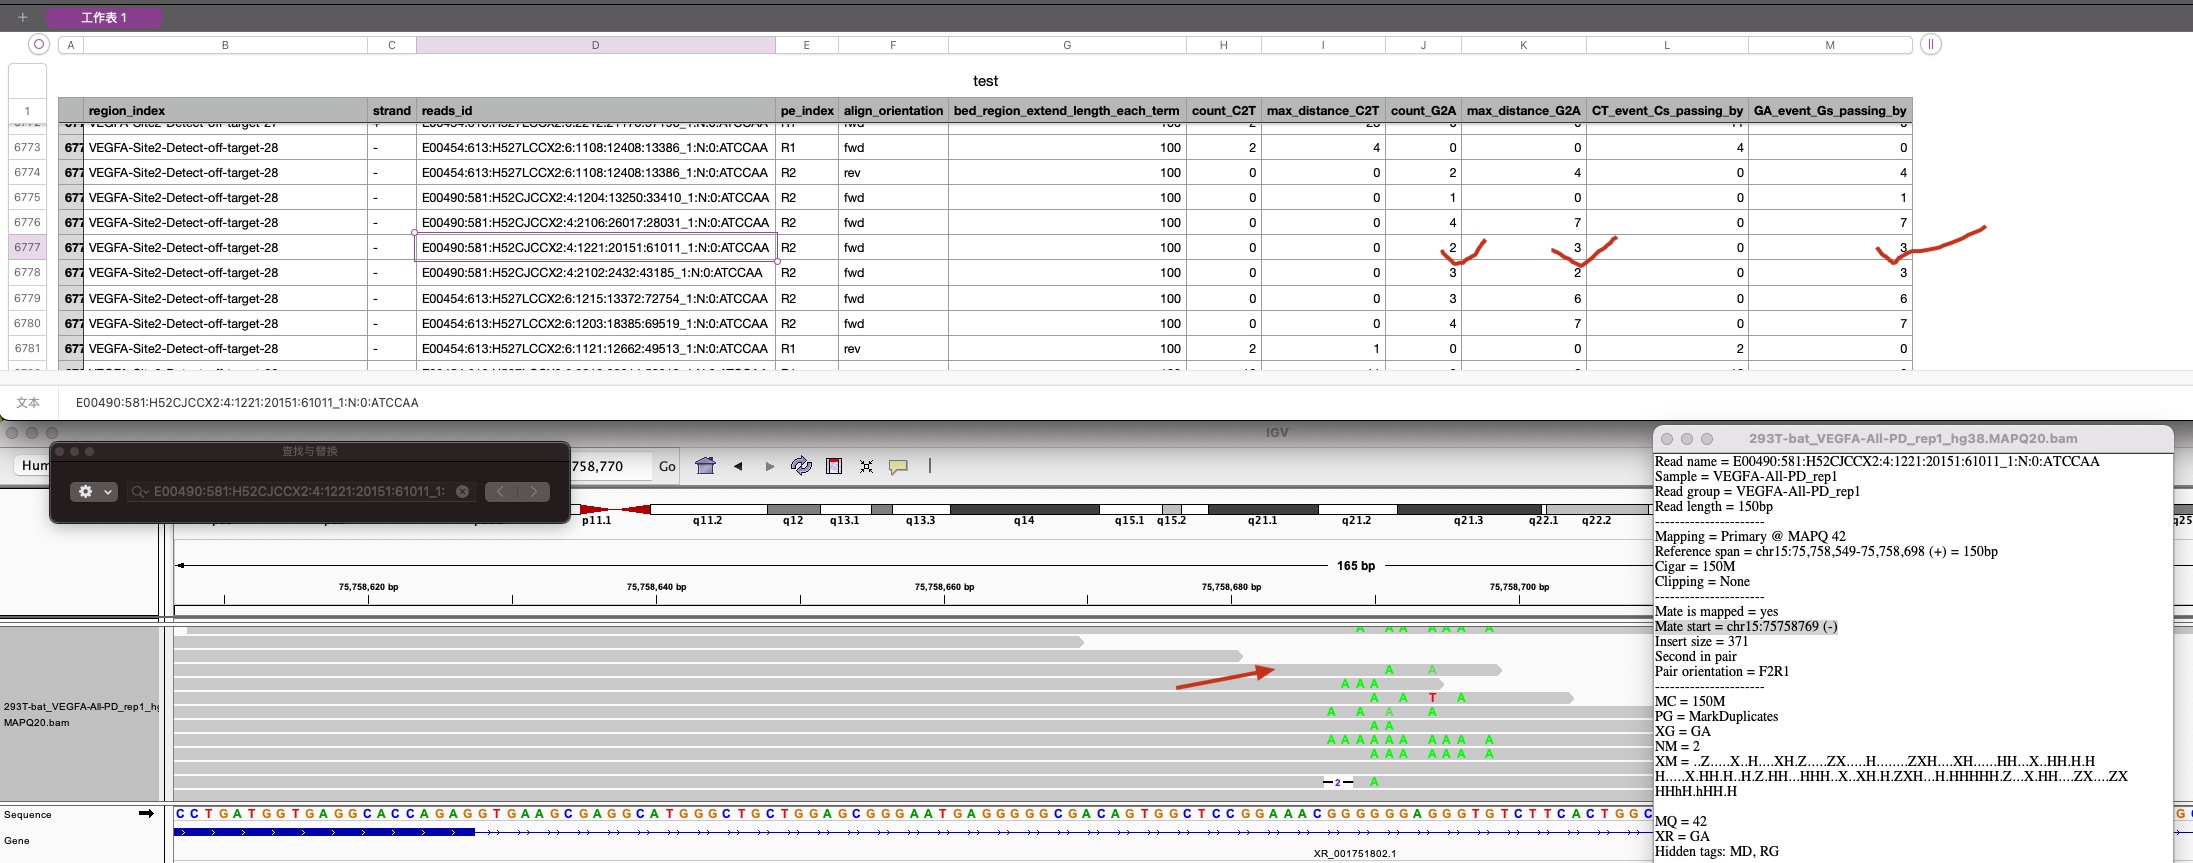 工作表 1
A B C D E F G H I J K L M
test
1 region_index strand reads_id pe_index align_orientation bed_region_extend_length_each_term count_C2T max_distance_C2T count_G2A max_distance_G2A CT_event_Cs_passing_by GA_event_Gs_passing_by
6773 677 VEGFA-Site2-Detect-off-target-28 - E00454:613:H527LCCX2:6:1108:12408:13386_1:N:0:ATCCAA R1 fwd 100 2 4 0 0 4 0
6774 677 VEGFA-Site2-Detect-off-target-28 - E00454:613:H527LCCX2:6:1108:12408:13386_1:N:0:ATCCAA R2 rev 100 0 0 2 4 0 4
6775 677 VEGFA-Site2-Detect-off-target-28 - E00490:581:H52CJCCX2:4:1204:13250:33410_1:N:0:ATCCAA R2 fwd 100 0 0 1 0 0 1
6776 677 VEGFA-Site2-Detect-off-target-28 - E00490:581:H52CJCCX2:4:2106:26017:28031_1:N:0:ATCCAA R2 fwd 100 0 0 4 7 0 7
6777 677 VEGFA-Site2-Detect-off-target-28 - E00490:581:H52CJCCX2:4:1221:20151:61011_1:N:0:ATCCAA R2 fwd 100 0 0 2 3 0 3
6778 677 VEGFA-Site2-Detect-off-target-28 - E00490:581:H52CJCCX2:4:2102:2432:43185_1:N:0:ATCCAA R2 fwd 100 0 0 3 2 0 3
6779 677 VEGFA-Site2-Detect-off-target-28 - E00454:613:H527LCCX2:6:1215:13372:72754_1:N:0:ATCCAA R2 fwd 100 0 0 3 6 0 6
6780 677 VEGFA-Site2-Detect-off-target-28 - E00454:613:H527LCCX2:6:1203:18385:69519_1:N:0:ATCCAA R2 fwd 100 0 0 4 7 0 7
6781 677 VEGFA-Site2-Detect-off-target-28 - E00454:613:H527LCCX2:6:1121:12662:49513_1:N:0:ATCCAA R1 rev 100 2 1 0 0 2 0
文本 E00490:581:H52CJCCX2:4:1221:20151:61011_1:N:0:ATCCAA
IGV
查找与替换
Hum 758,770 Go
E00490:581:H52CJCCX2:4:1221:20151:61011_1:
p11.1 q11.2 q12 q13.1 q13.3 q14 q15.1 q15.2 q21.1 q21.2 q21.3 q22.1 q22.2 q25
165 bp
75,758,620 bp 75,758,640 bp 75,758,660 bp 75,758,680 bp 75,758,700 bp
A A A A A A A
A A
A A A
A A T A
A A A A
A A
A A A A A A A A A A
A A A A A A A
2 A
293T-bat_VEGFA-All-PD_rep1_hg
MAPQ20.bam
Sequence C C T G A T G G T G A G G C A C C A G A G G T G A A G C G A G G C A T G G G C T G C T G G A G C G G G A A T G A G G G G G C G A C A G T G G C T C C G G A A A C G G G G G G A G G G T G T C T T C A C T G G C
Gene
XR_001751802.1
293T-bat_VEGFA-All-PD_rep1_hg38.MAPQ20.bam
Read name = E00490:581:H52CJCCX2:4:1221:20151:61011_1:N:0:ATCCAA
Sample = VEGFA-All-PD_rep1
Read group = VEGFA-All-PD_rep1
Read length = 150bp
----------------------
Mapping = Primary @ MAPQ 42
Reference span = chr15:75,758,549-75,758,698 (+) = 150bp
Cigar = 150M
Clipping = None
----------------------
Mate is mapped = yes
Mate start = chr15:75758769 (-)
Insert size = 371
Second in pair
Pair orientation = F2R1
----------------------
MC = 150M
PG = MarkDuplicates
XG = GA
NM = 2
XM = ..Z.....X..H....XH.Z.....ZX.....H........ZXH....XH......HH...X..HH.H.H
H.....X.HH.H..H.Z.HH...HHH..X..XH.H.ZXH...H.HHHHH.Z...X.HH....ZX....ZX
HHhH.hHH.H
MQ = 42
XR = GA
Hidden tags: MD, RG